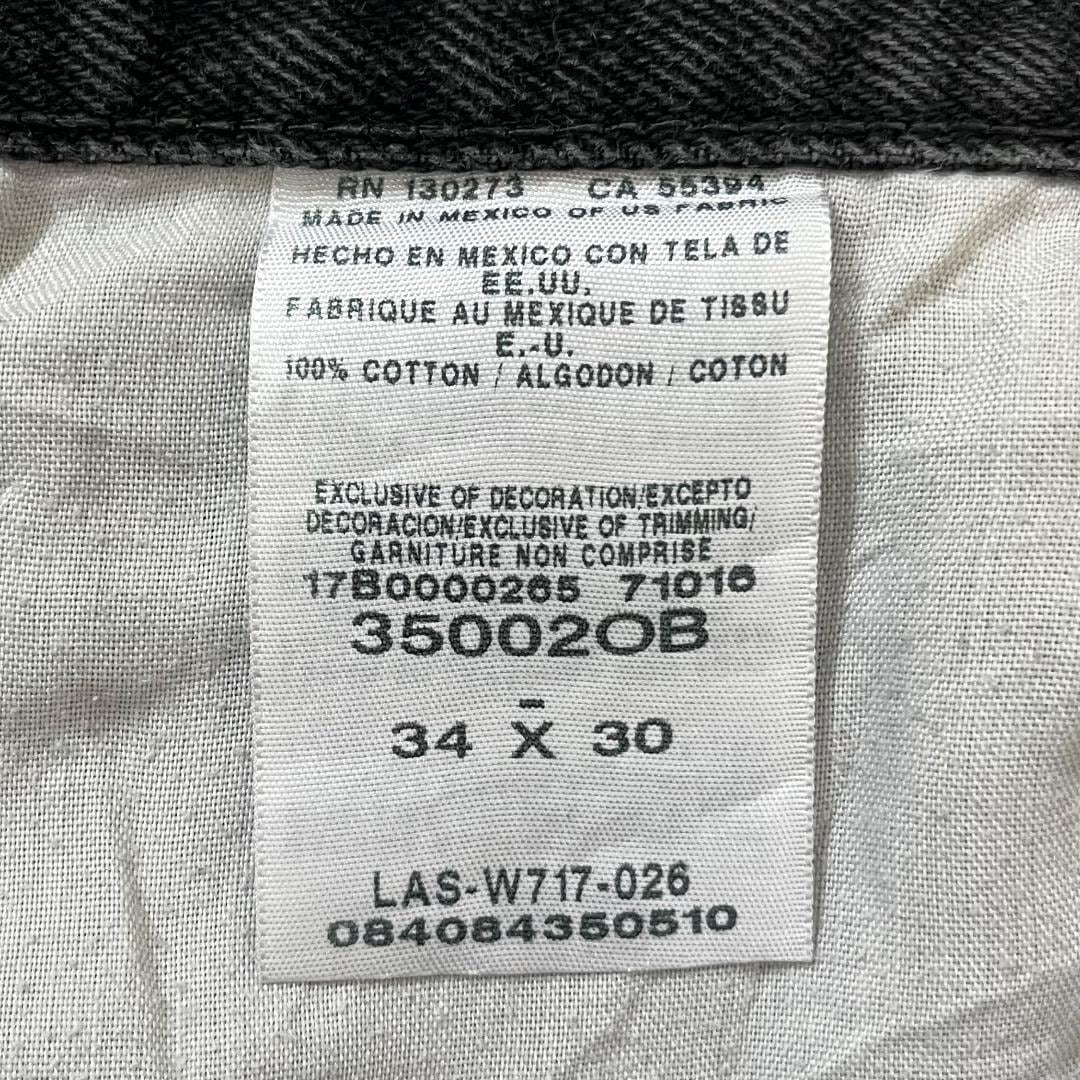 RN 130273 CA 55394
MADE IN MEXICO OF US FABRIC
HECHO EN MEXICO CON TELA DE
EE.UU.
FABRIQUE AU MEXIQUE DE TISSU
E.-U.
100% COTTON / ALGODON / COTON
EXCLUSIVE OF DECORATION/EXCEPTO
DECORACION/EXCLUSIVE OF TRIMMING/
GARNITURE NON COMPRISE
17B0000265 71016
35002OB
34 X 30
LAS-W717-026
084084350510